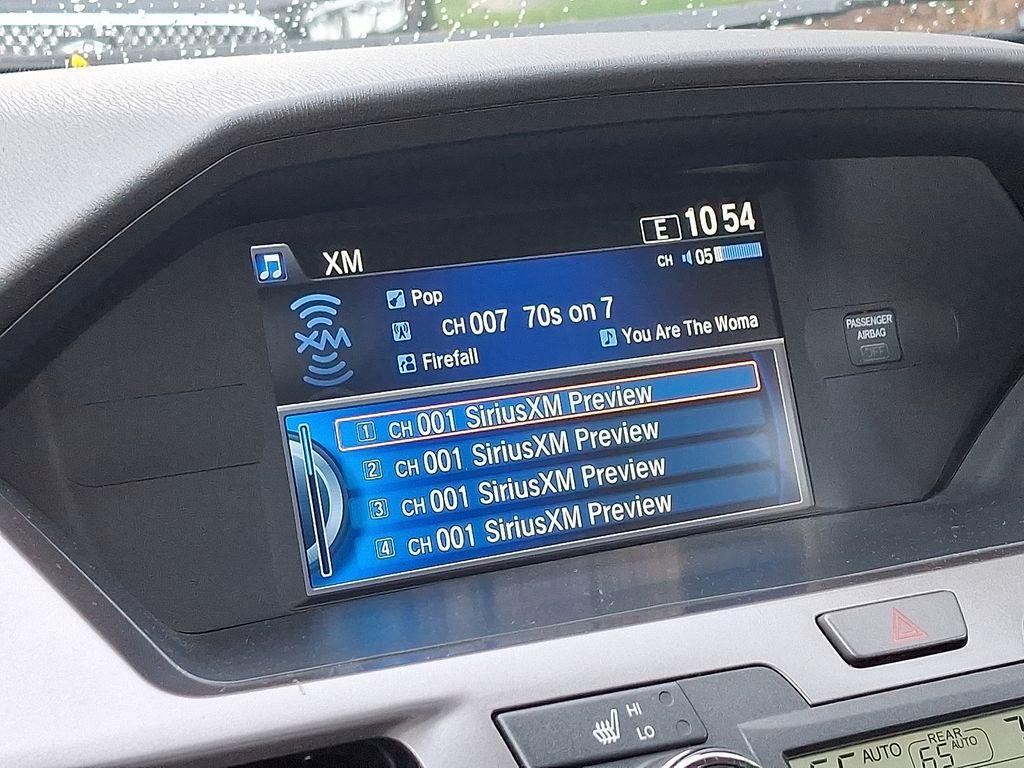 E 10 54
XM
CH 05
Pop
XM
CH 007 70s on 7
You Are The Woma
Firefall
1 CH 001 SiriusXM Preview
2 CH 001 SiriusXM Preview
3 CH 001 SiriusXM Preview
4 CH 001 SiriusXM Preview
PASSENGER
AIRBAG
OFF
HI
LO
AUTO
REAR
65 AUTO